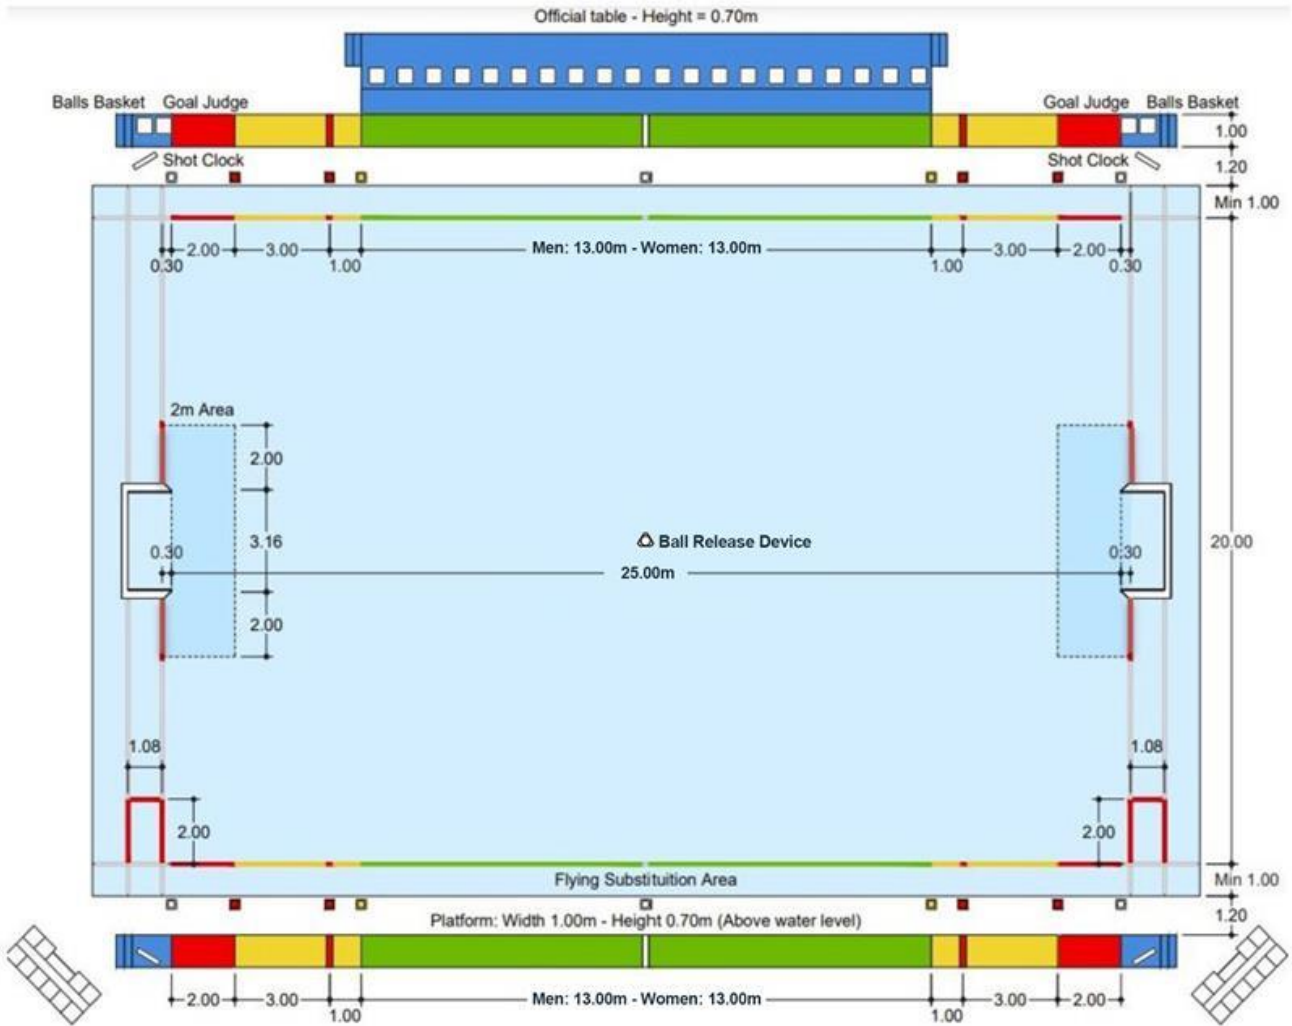 Official table - Height = 0.70m
Balls Basket Goal Judge Goal Judge Balls Basket
1.00
Shot Clock Shot Clock
1.20
Min 1.00
2.00 3.00 Men: 13.00m - Women: 13.00m 3.00 2.00
0.30 1.00 1.00 0.30
2m Area
2.00
3.16
0.30
Ball Release Device
0.30
20.00
25.00m
2.00
1.08 1.08
2.00 2.00
Flying Substituition Area
Min 1.00
Platform: Width 1.00m - Height 0.70m (Above water level)
1.20
2.00 3.00 Men: 13.00m - Women: 13.00m 3.00 2.00
1.00 1.00